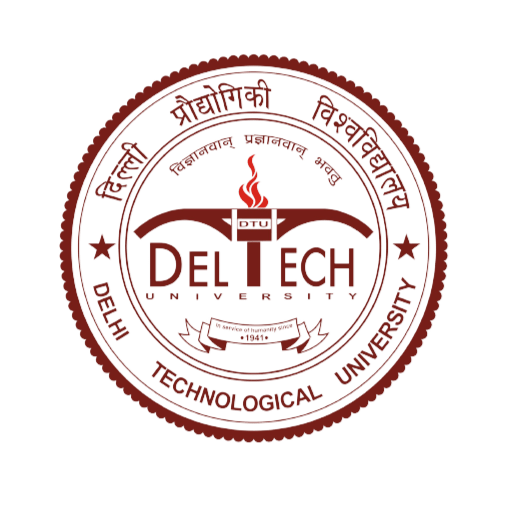 दिल्ली प्रौद्योगिकी विश्वविद्यालय
विज्ञानवान् प्रज्ञानवान् भवतु
DTU
DELTECH
UNIVERSITY
in service of humanity since
•1941•
DELHI TECHNOLOGICAL UNIVERSITY